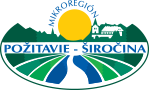 MIKROREGIÓN
POŽITAVIE - ŠIROČINA